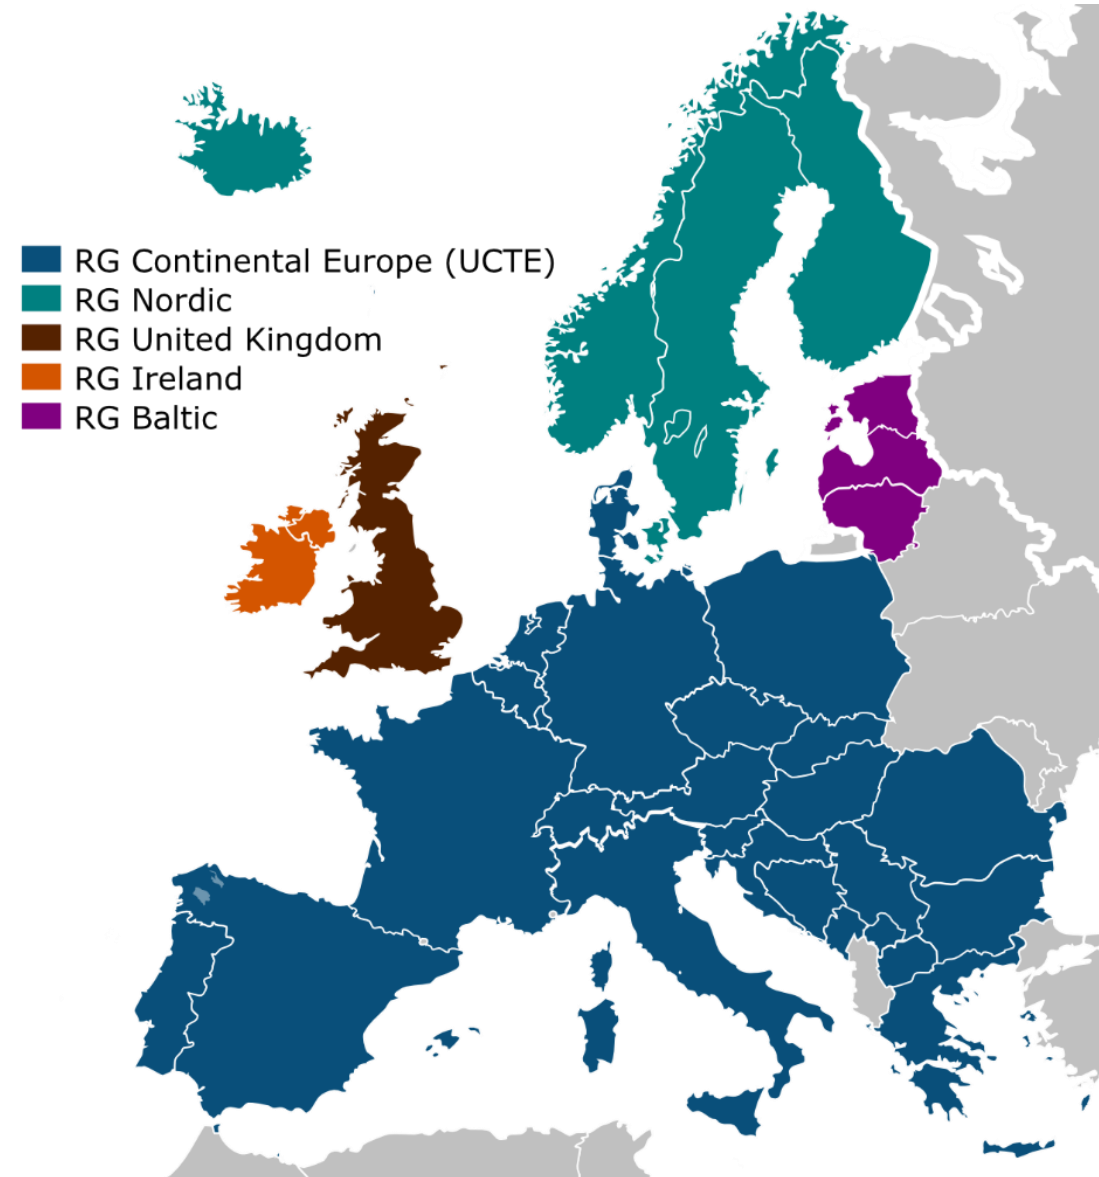 RG Continental Europe (UCTE)
RG Nordic
RG United Kingdom
RG Ireland
RG Baltic